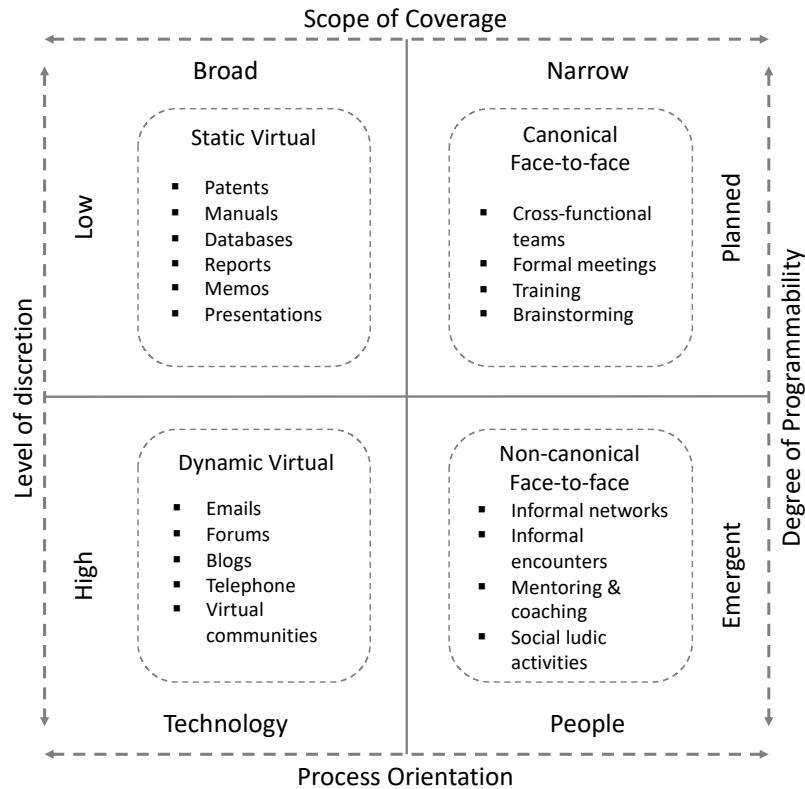 Scope of Coverage
Broad
Narrow
Level of discretion
Low
Static Virtual
▪ Patents
▪ Manuals
▪ Databases
▪ Reports
▪ Memos
▪ Presentations
Canonical
Face-to-face
▪ Cross-functional
teams
▪ Formal meetings
▪ Training
▪ Brainstorming
Planned
Degree of Programmability
High
Dynamic Virtual
▪ Emails
▪ Forums
▪ Blogs
▪ Telephone
▪ Virtual
communities
Non-canonical
Face-to-face
▪ Informal networks
▪ Informal
encounters
▪ Mentoring &
coaching
▪ Social ludic
activities
Emergent
Technology
People
Process Orientation